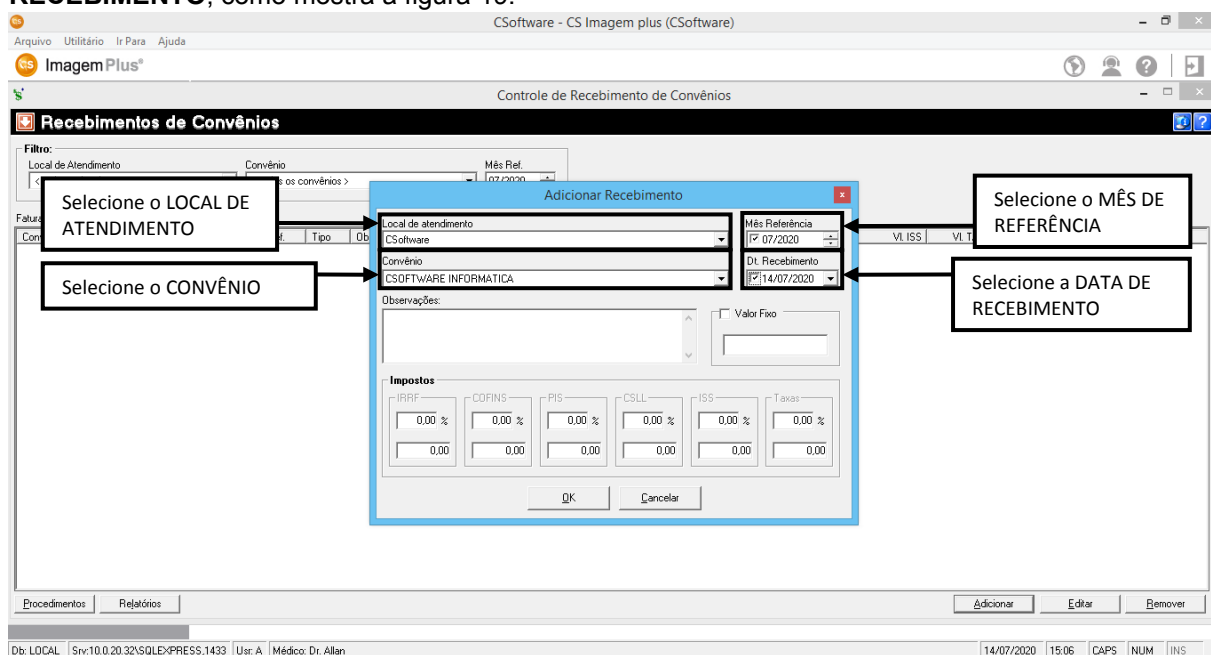 RECEBIMENTO, como mostra a figura 19.
CSoftware - CS Imagem plus (CSoftware)
Arquivo Utilitário Ir Para Ajuda
CS ImagemPlus®
Controle de Recebimento de Convênios
Recebimentos de Convênios
Filtro:
Local de Atendimento Convênio Mês Ref.
os convênios > 07/2020
Adicionar Recebimento
Selecione o LOCAL DE
ATENDIMENTO
Selecione o MÊS DE
REFERÊNCIA
Local de atendimento Mês Referência
CSoftware 07/2020
Tipo Vl. ISS
Convênio Dt. Recebimento
CSOFTWARE INFORMATICA 14/07/2020
Selecione o CONVÊNIO
Selecione a DATA DE
RECEBIMENTO
Observações: Valor Fixo
Impostos
IRRF COFINS PIS CSLL ISS Taxas
0,00 % 0,00 % 0,00 % 0,00 % 0,00 % 0,00 %
0,00 0,00 0,00 0,00 0,00 0,00
OK Cancelar
Procedimentos Relatórios Adicionar Editar Remover
Db: LOCAL Srv:10.0.20.32\SQLEXPRESS,1433 Usr: A Médico: Dr. Allan 14/07/2020 15:06 CAPS NUM INS